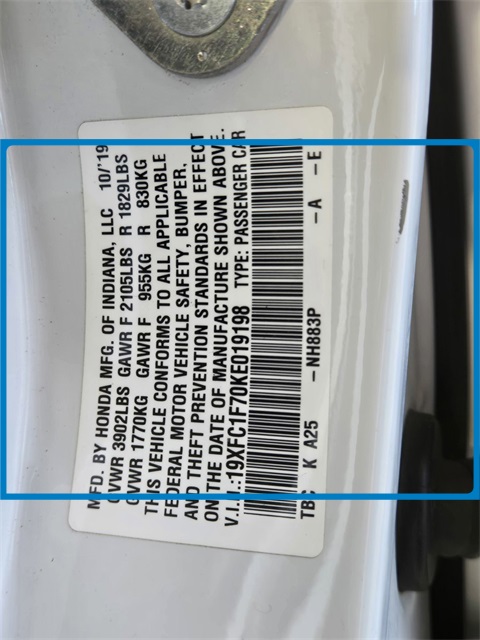 MFD. BY HONDA MFG. OF INDIANA, LLC 10/'19
GVWR 3902LBS GAWR F 2105LBS R 1829LBS
GVWR 1770KG GAWR F 955KG R 830KG
THIS VEHICLE CONFORMS TO ALL APPLICABLE
FEDERAL MOTOR VEHICLE SAFETY, BUMPER,
AND THEFT PREVENTION STANDARDS IN EFFECT
ON THE DATE OF MANUFACTURE SHOWN ABOVE.
V.I.N.:19XFC1F70KE019198 TYPE: PASSENGER CAR
TBC K A25 -NH883P -A -E